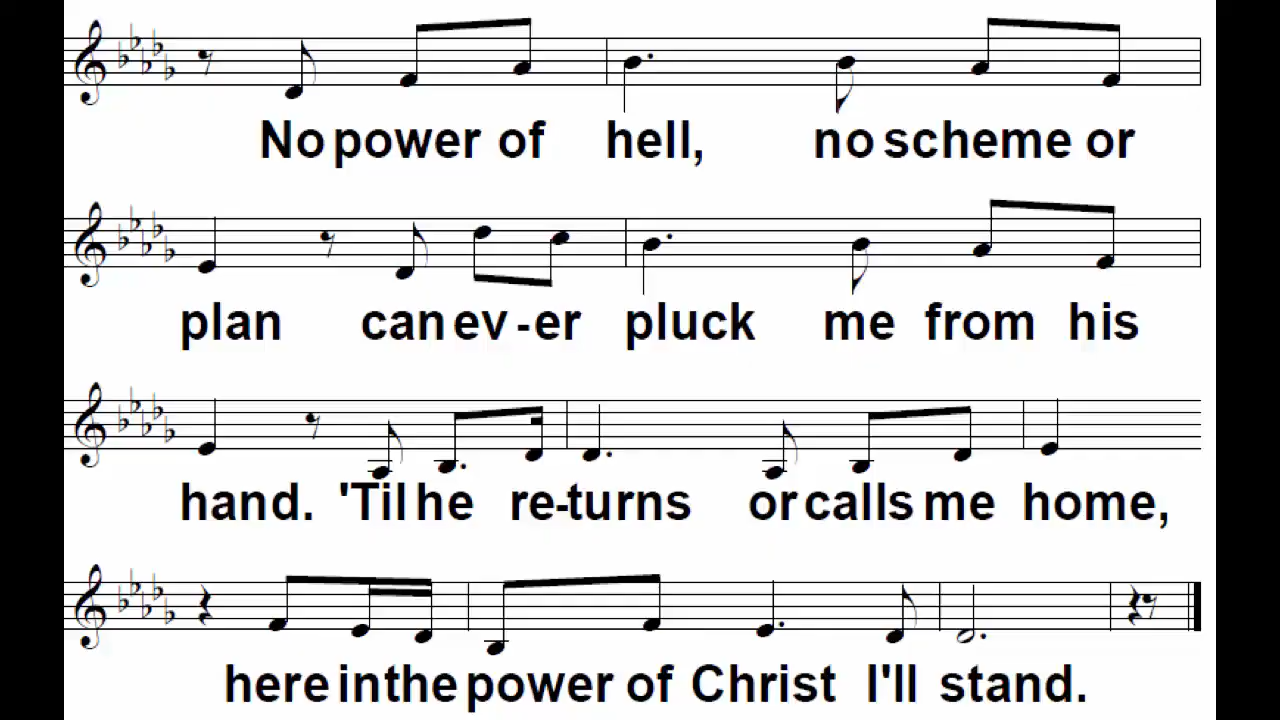 No power of hell, no scheme or
plan can ev-er pluck me from his
hand. 'Til he re-turns or calls me home,
here in the power of Christ I'll stand.